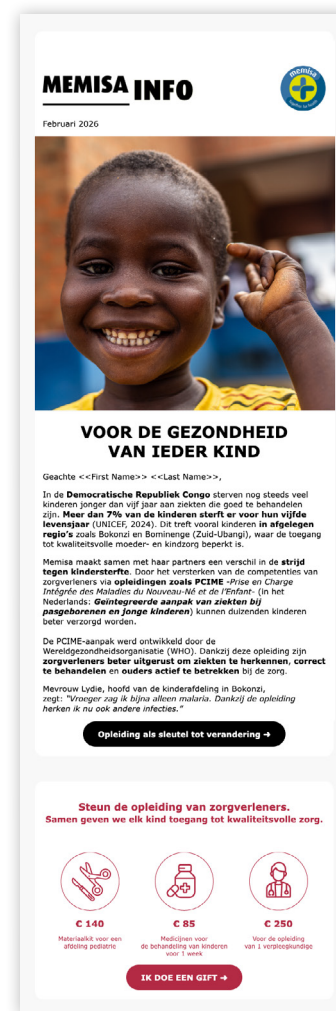 MEMISA INFO
memisa
together for health
Februari 2026
VOOR DE GEZONDHEID
VAN IEDER KIND
Geachte <<First Name>> <<Last Name>>,
In de Democratische Republiek Congo sterven nog steeds veel
kinderen jonger dan vijf jaar aan ziekten die goed te behandelen
zijn. Meer dan 7% van de kinderen sterft er voor hun vijfde
levensjaar (UNICEF, 2024). Dit treft vooral kinderen in afgelegen
regio's zoals Bokonzi en Bominenge (Zuid-Ubangi), waar de toegang
tot kwaliteitsvolle moeder- en kindzorg beperkt is.
Memisa maakt samen met haar partners een verschil in de strijd
tegen kindersterfte. Door het versterken van de competenties van
zorgverleners via opleidingen zoals PCIME -Prise en Charge
Intégrée des Maladies du Nouveau-Né et de l'Enfant- (in het
Nederlands: Geïntegreerde aanpak van ziekten bij
pasgeborenen en jonge kinderen) kunnen duizenden kinderen
beter verzorgd worden.
De PCIME-aanpak werd ontwikkeld door de
Wereldgezondheidsorganisatie (WHO). Dankzij deze opleiding zijn
zorgverleners beter uitgerust om ziekten te herkennen, correct
te behandelen en ouders actief te betrekken bij de zorg.
Mevrouw Lydie, hoofd van de kinderafdeling in Bokonzi,
zegt: "Vroeger zag ik bijna alleen malaria. Dankzij de opleiding
herken ik nu ook andere infecties."
Opleiding als sleutel tot verandering ➜
Steun de opleiding van zorgverleners.
Samen geven we elk kind toegang tot kwaliteitsvolle zorg.
€ 140
Materiaalkit voor een
afdeling pediatrie
€ 85
Medicijnen voor
de behandeling van kinderen
voor 1 week
€ 250
Voor de opleiding
van 1 verpleegkundige
IK DOE EEN GIFT ➜